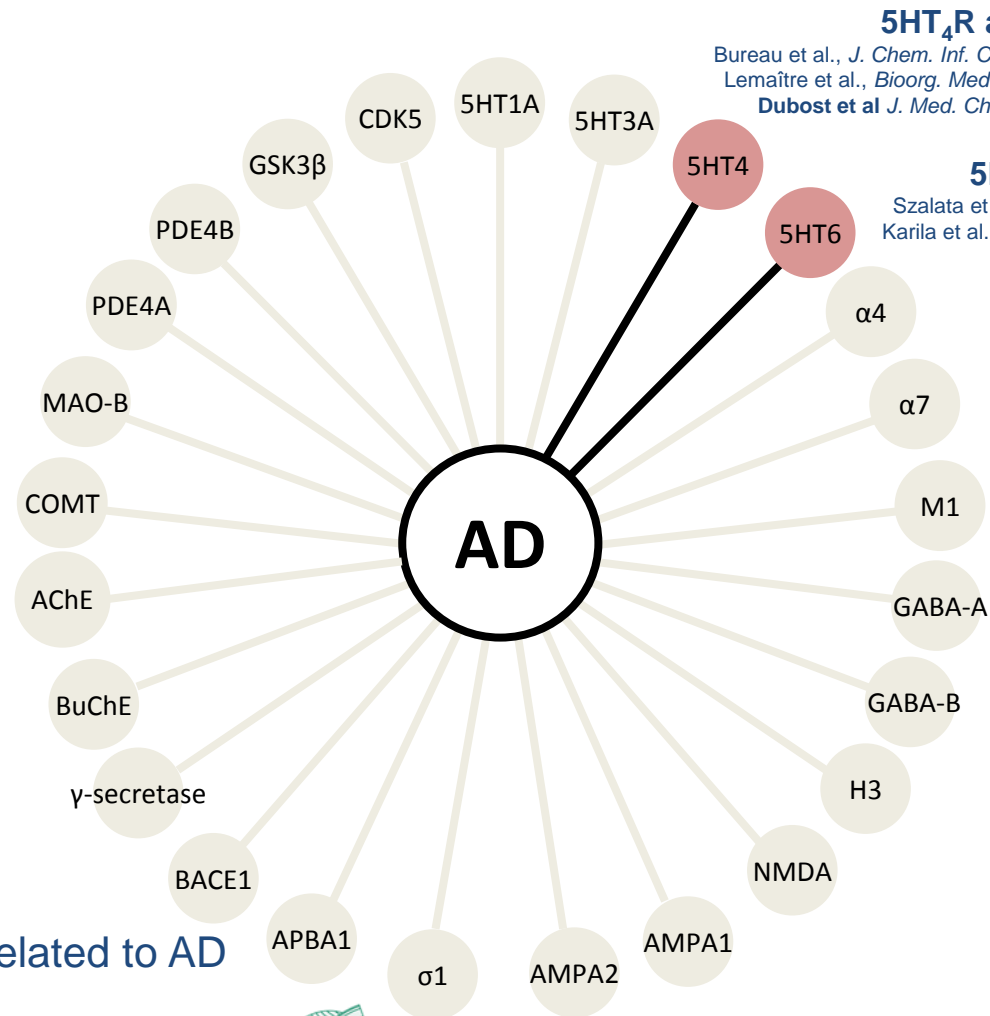 5HT₄R a
Bureau et al., J. Chem. Inf. C
Lemaître et al., Bioorg. Med
Dubost et al J. Med. Ch
CDK5
5HT1A
5HT3A
GSK3β
5HT4
5H
Szalata et
Karila et al.
PDE4B
5HT6
PDE4A
α4
MAO-B
α7
COMT
M1
AD
AChE
GABA-A
BuChE
GABA-B
γ-secretase
H3
BACE1
NMDA
elated to AD
APBA1
AMPA1
σ1
AMPA2